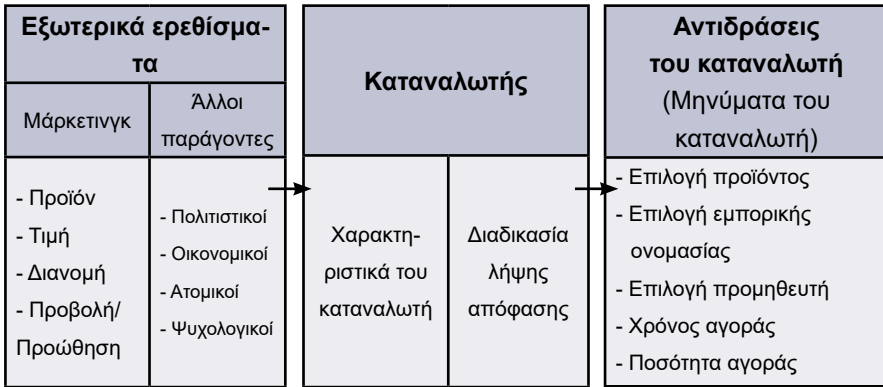 Εξωτερικά ερεθίσμα-
τα
Μάρκετινγκ
Άλλοι
παράγοντες
- Προϊόν
- Τιμή
- Διανομή
- Προβολή/
Προώθηση
- Πολιτιστικοί
- Οικονομικοί
- Ατομικοί
- Ψυχολογικοί
Καταναλωτής
Χαρακτη-
ριστικά του
καταναλωτή
Διαδικασία
λήψης
απόφασης
Αντιδράσεις
του καταναλωτή
(Μηνύματα του
καταναλωτή)
- Επιλογή προϊόντος
- Επιλογή εμπορικής
ονομασίας
- Επιλογή προμηθευτή
- Χρόνος αγοράς
- Ποσότητα αγοράς